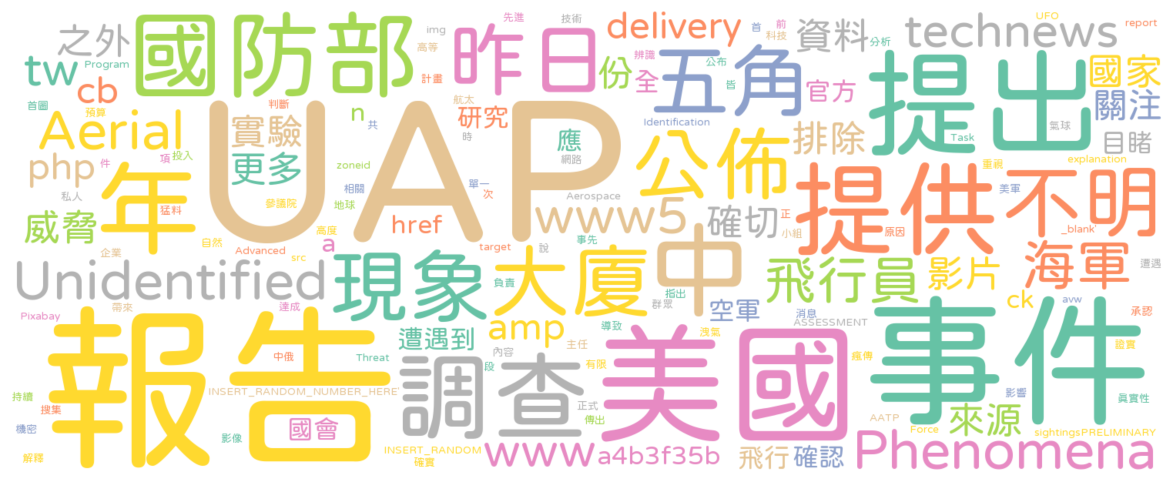 之外
國防部
昨日
先進
img
高等
技術
delivery
首
前
科技
UFO
report
資料
分析
technews
tw
Program
cb
計畫
份
辨識
全
公布
皆
五角
官方
提出
國家
關注
首圖
預算
判斷
n
航太
研究
Identification
Aerial
實驗
共
時
應
網路
公佈
排除
Task
氣球
目睹
php
件
項
投入
更多
UAP
zoneid
相關
單一
次
Aerospace
重視
explanation
私人
年
猛料
參議院
地球
href
www5
確切
提供
美軍
不明
_blank'
威脅
自然
高度
a
正
小組
原因
企業
Advanced
src
target
說
事先
中
海軍
遭遇
Unidentified
現象
大廈
負責
指出
群眾
飛行員
影片
ck
avw
Pixabay
帶來
達成
遭遇到
amp
導致
洩氣
空軍
消息
ASSESSMENT
承認
報告
中俄
Threat
內容
主任
瘋傳
證實
段
有限
持續
搜集
INSERT_RANDOM_NUMBER_HERE
調查
正式
美國
事件
影響
真實性
機密
國會
傳出
AATP
來源
影像
Force
sightingsPRELIMINARY
解釋
INSERT_RANDOM
確實
www
a4b3f35b
飛行
確認
Phenomena